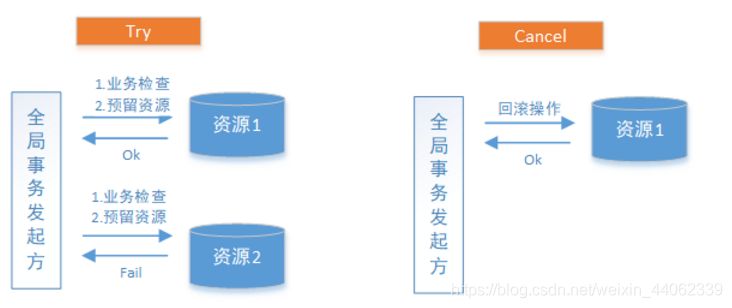 Try
1.业务检查
2.预留资源
资源1
Ok
全局事务发起方
1.业务检查
2.预留资源
资源2
Fail
Cancel
回滚操作
资源1
Ok
全局事务发起方
https://blog.csdn.net/weixin_44062339